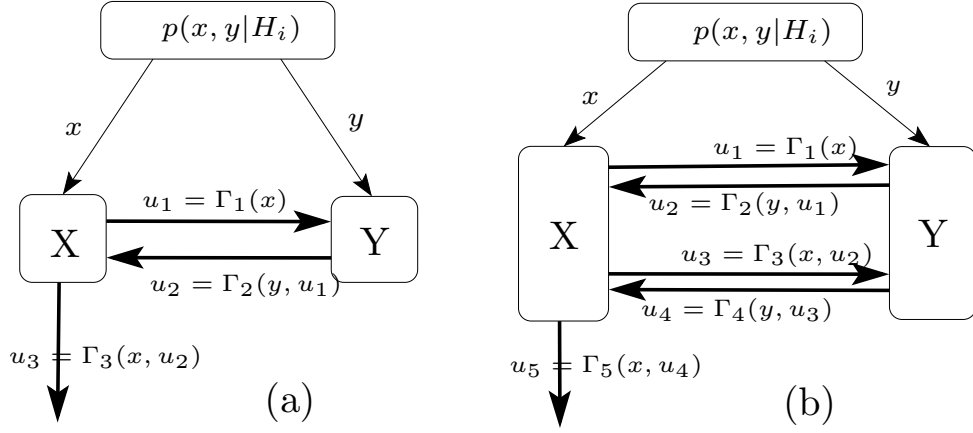 p(x, y|H_i)
x
y
u_1 = Γ_1(x)
X
Y
u_2 = Γ_2(y, u_1)
u_3 = Γ_3(x, u_2)
(a)
p(x, y|H_i)
x
y
u_1 = Γ_1(x)
u_2 = Γ_2(y, u_1)
X
Y
u_3 = Γ_3(x, u_2)
u_4 = Γ_4(y, u_3)
u_5 = Γ_5(x, u_4)
(b)